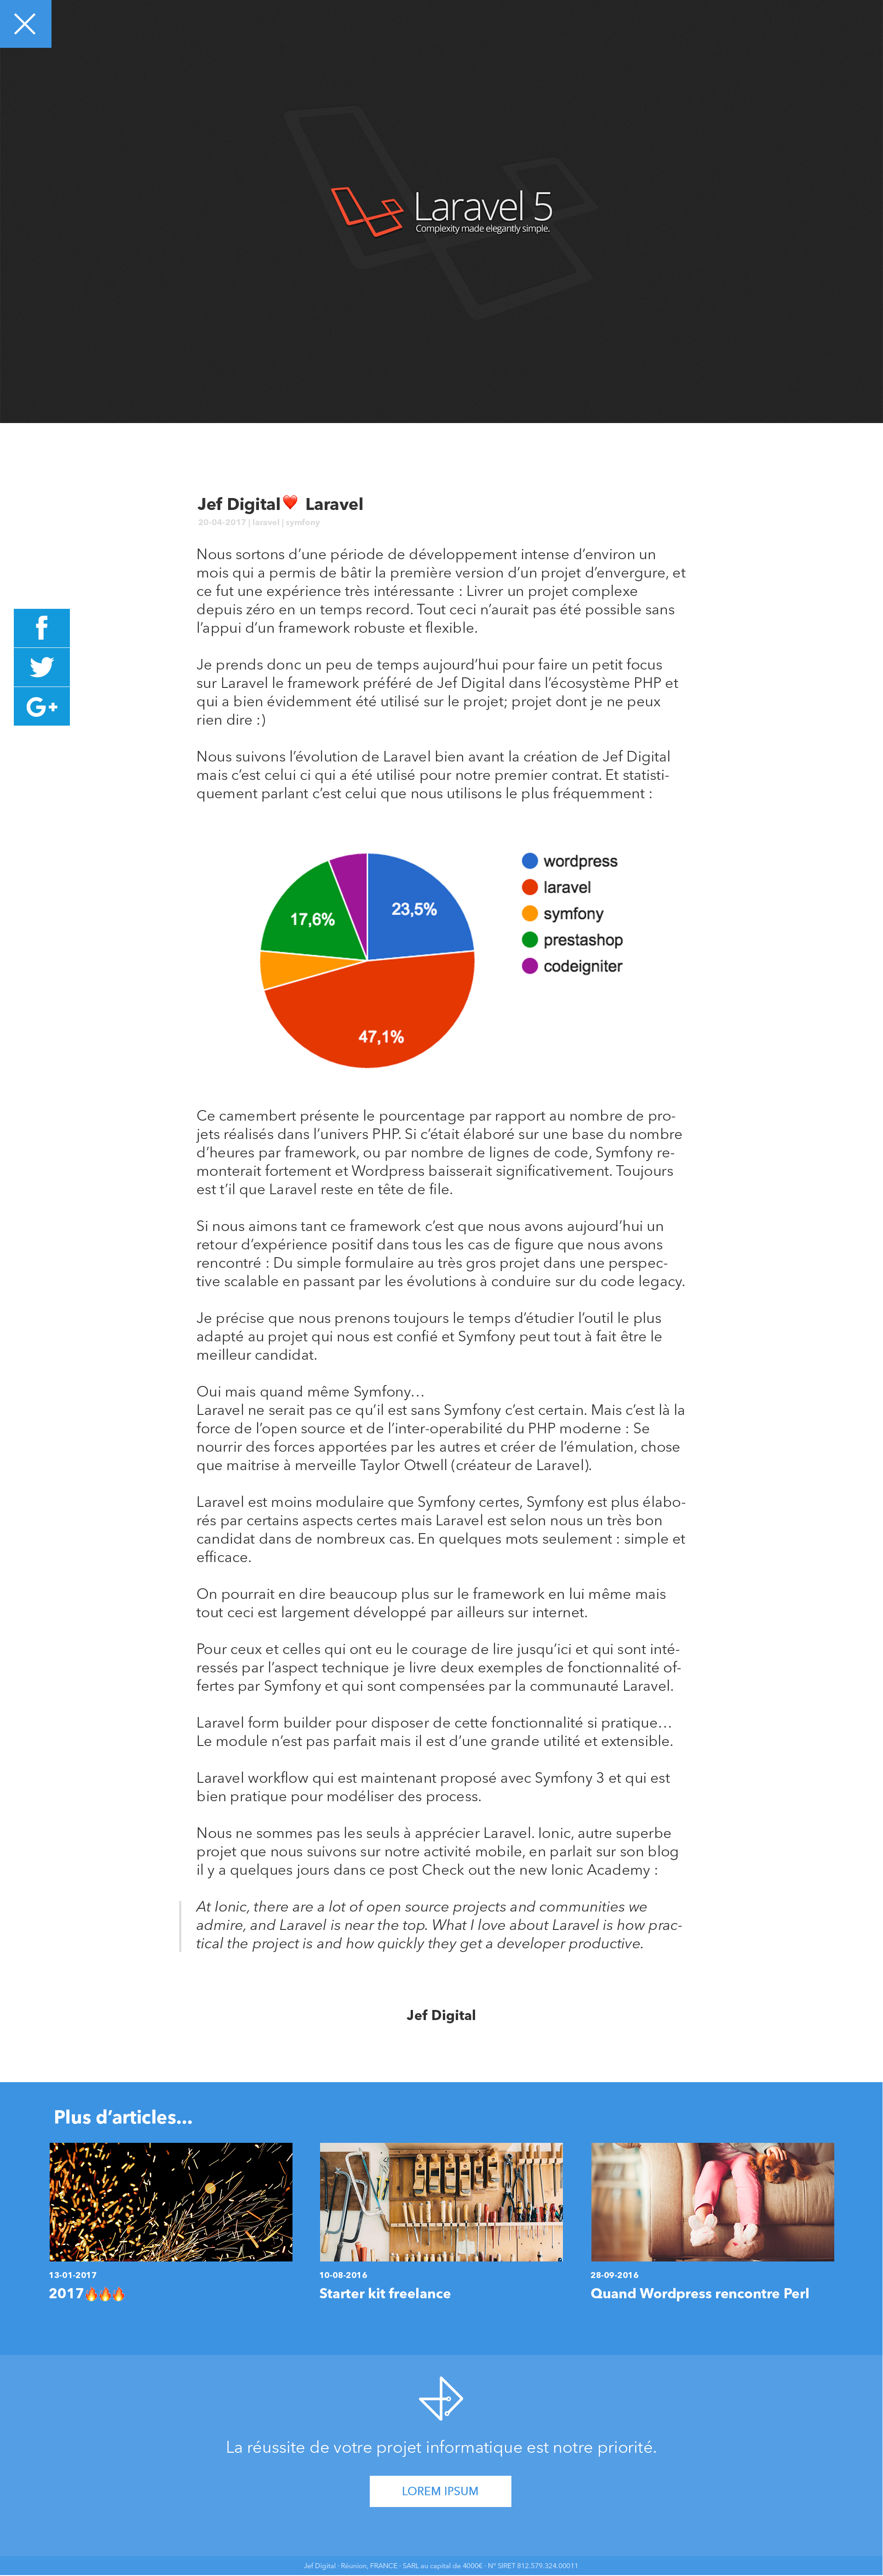 Laravel 5
Complexity made elegantly simple.
Jef Digital❤️ Laravel
20-04-2017 | laravel | symfony
Nous sortons d’une période de développement intense d’environ un
mois qui a permis de bâtir la première version d’un projet d’envergure, et
ce fut une expérience très intéressante : Livrer un projet complexe
depuis zéro en un temps record. Tout ceci n’aurait pas été possible sans
l’appui d’un framework robuste et flexible.
Je prends donc un peu de temps aujourd’hui pour faire un petit focus
sur Laravel le framework préféré de Jef Digital dans l’écosystème PHP et
qui a bien évidemment été utilisé sur le projet; projet dont je ne peux
rien dire :)
Nous suivons l’évolution de Laravel bien avant la création de Jef Digital
mais c’est celui ci qui a été utilisé pour notre premier contrat. Et statisti-
quement parlant c’est celui que nous utilisons le plus fréquemment :
17,6%
23,5%
47,1%
wordpress
laravel
symfony
prestashop
codeigniter
Ce camembert présente le pourcentage par rapport au nombre de pro-
jets réalisés dans l’univers PHP. Si c’était élaboré sur une base du nombre
d’heures par framework, ou par nombre de lignes de code, Symfony re-
monterait fortement et Wordpress baisserait significativement. Toujours
est t’il que Laravel reste en tête de file.
Si nous aimons tant ce framework c’est que nous avons aujourd’hui un
retour d’expérience positif dans tous les cas de figure que nous avons
rencontré : Du simple formulaire au très gros projet dans une perspec-
tive scalable en passant par les évolutions à conduire sur du code legacy.
Je précise que nous prenons toujours le temps d’étudier l’outil le plus
adapté au projet qui nous est confié et Symfony peut tout à fait être le
meilleur candidat.
Oui mais quand même Symfony…
Laravel ne serait pas ce qu’il est sans Symfony c’est certain. Mais c’est là la
force de l’open source et de l’inter-operabilité du PHP moderne : Se
nourrir des forces apportées par les autres et créer de l’émulation, chose
que maitrise à merveille Taylor Otwell (créateur de Laravel).
Laravel est moins modulaire que Symfony certes, Symfony est plus élabo-
rés par certains aspects certes mais Laravel est selon nous un très bon
candidat dans de nombreux cas. En quelques mots seulement : simple et
efficace.
On pourrait en dire beaucoup plus sur le framework en lui même mais
tout ceci est largement développé par ailleurs sur internet.
Pour ceux et celles qui ont eu le courage de lire jusqu’ici et qui sont inté-
ressés par l’aspect technique je livre deux exemples de fonctionnalité of-
fertes par Symfony et qui sont compensées par la communauté Laravel.
Laravel form builder pour disposer de cette fonctionnalité si pratique…
Le module n’est pas parfait mais il est d’une grande utilité et extensible.
Laravel workflow qui est maintenant proposé avec Symfony 3 et qui est
bien pratique pour modéliser des process.
Nous ne sommes pas les seuls à apprécier Laravel. Ionic, autre superbe
projet que nous suivons sur notre activité mobile, en parlait sur son blog
il y a quelques jours dans ce post Check out the new Ionic Academy :
At Ionic, there are a lot of open source projects and communities we
admire, and Laravel is near the top. What I love about Laravel is how prac-
tical the project is and how quickly they get a developer productive.
Jef Digital
Plus d’articles...
13-01-2017
2017🔥🔥🔥
10-08-2016
Starter kit freelance
28-09-2016
Quand Wordpress rencontre Perl
La réussite de votre projet informatique est notre priorité.
LOREM IPSUM
Jef Digital - Réunion, FRANCE - SARL au capital de 4000€ - N° SIRET 812.579.324.00011